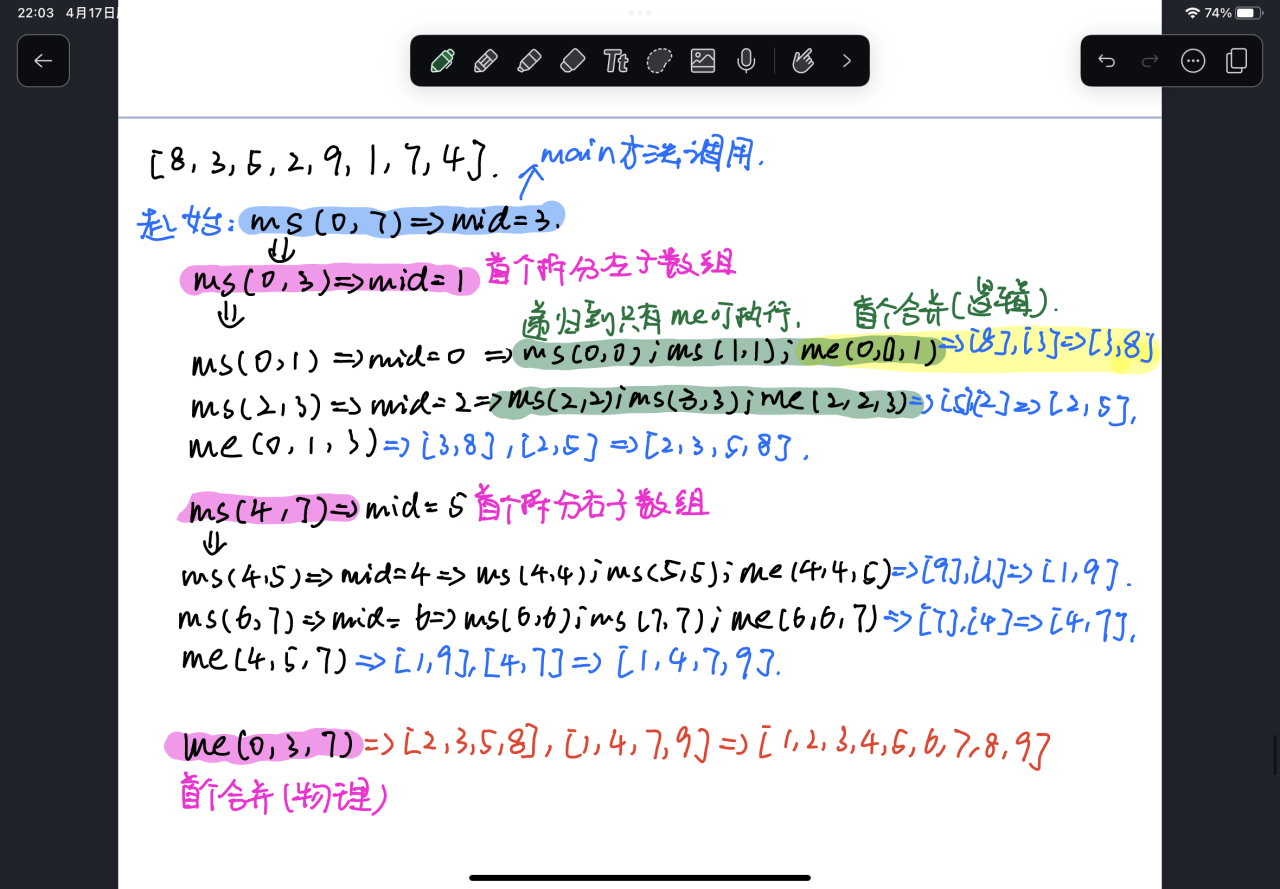 22:03 4月17日
74%
Tt
[8, 3, 5, 2, 9, 1, 7, 4].
main方法调用.
起始: ms(0,7)=>mid=3.
ms(0,3)=>mid=1 首个拆分左子数组
递归到只有me可执行. 首个合并(逻辑).
ms(0,1)=>mid=0=>ms(0,0;ms(1,1);me(0,0,1)=>[8],[3]=>[3,8]
ms(2,3)=>mid=2=>ms(2,2);ms(3,3);me(2,2,3)=>[5],[2]=>[2,5].
me(0,1,3)=>[3,8],[2,5]=>[2,3,5,8].
ms(4,7)=>mid=5 首个拆分右子数组
ms(4,5)=>mid=4=>ms(4,4);ms(5,5);me(4,4,5)=>[9],[1]=>[1,9].
ms(6,7)=>mid=6=>ms(6,6);ms(7,7);me(6,6,7)=>[7],[4]=>[4,7].
me(4,5,7)=>[1,9],[4,7]=>[1,4,7,9].
me(0,3,7)=>[2,3,5,8],[1,4,7,9]=>[1,2,3,4,5,6,7,8,9]
首个合并(物理)